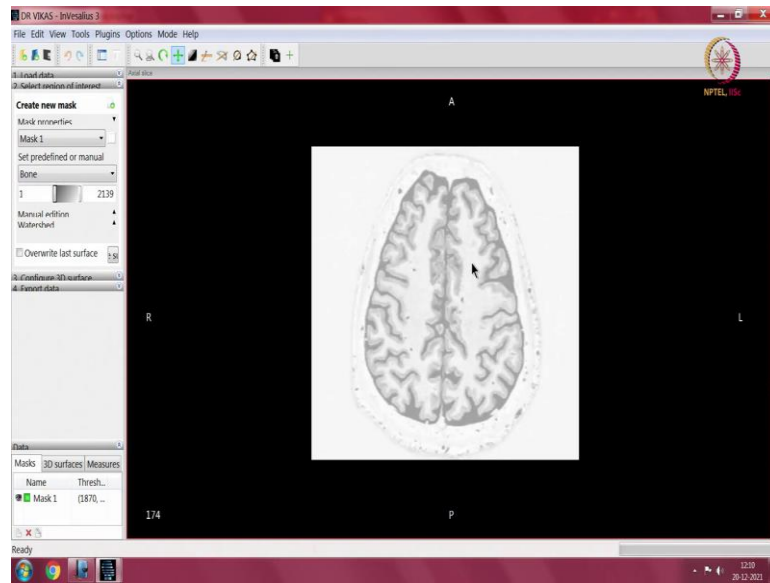 DR VIKAS - InVesalius 3
File Edit View Tools Plugins Options Mode Help
1. Load data
Axial slice
2. Select region of interest
NPTEL, IISc
Create new mask
A
Mask properties
Mask 1
Set predefined or manual
Bone
1 2139
Manual edition
Watershed
Overwrite last surface
3. Configure 3D surface
4. Export data
R
L
Data
Masks 3D surfaces Measures
Name Thresh..
Mask 1 (1870, ...
174
P
Ready
12:10
20-12-2021